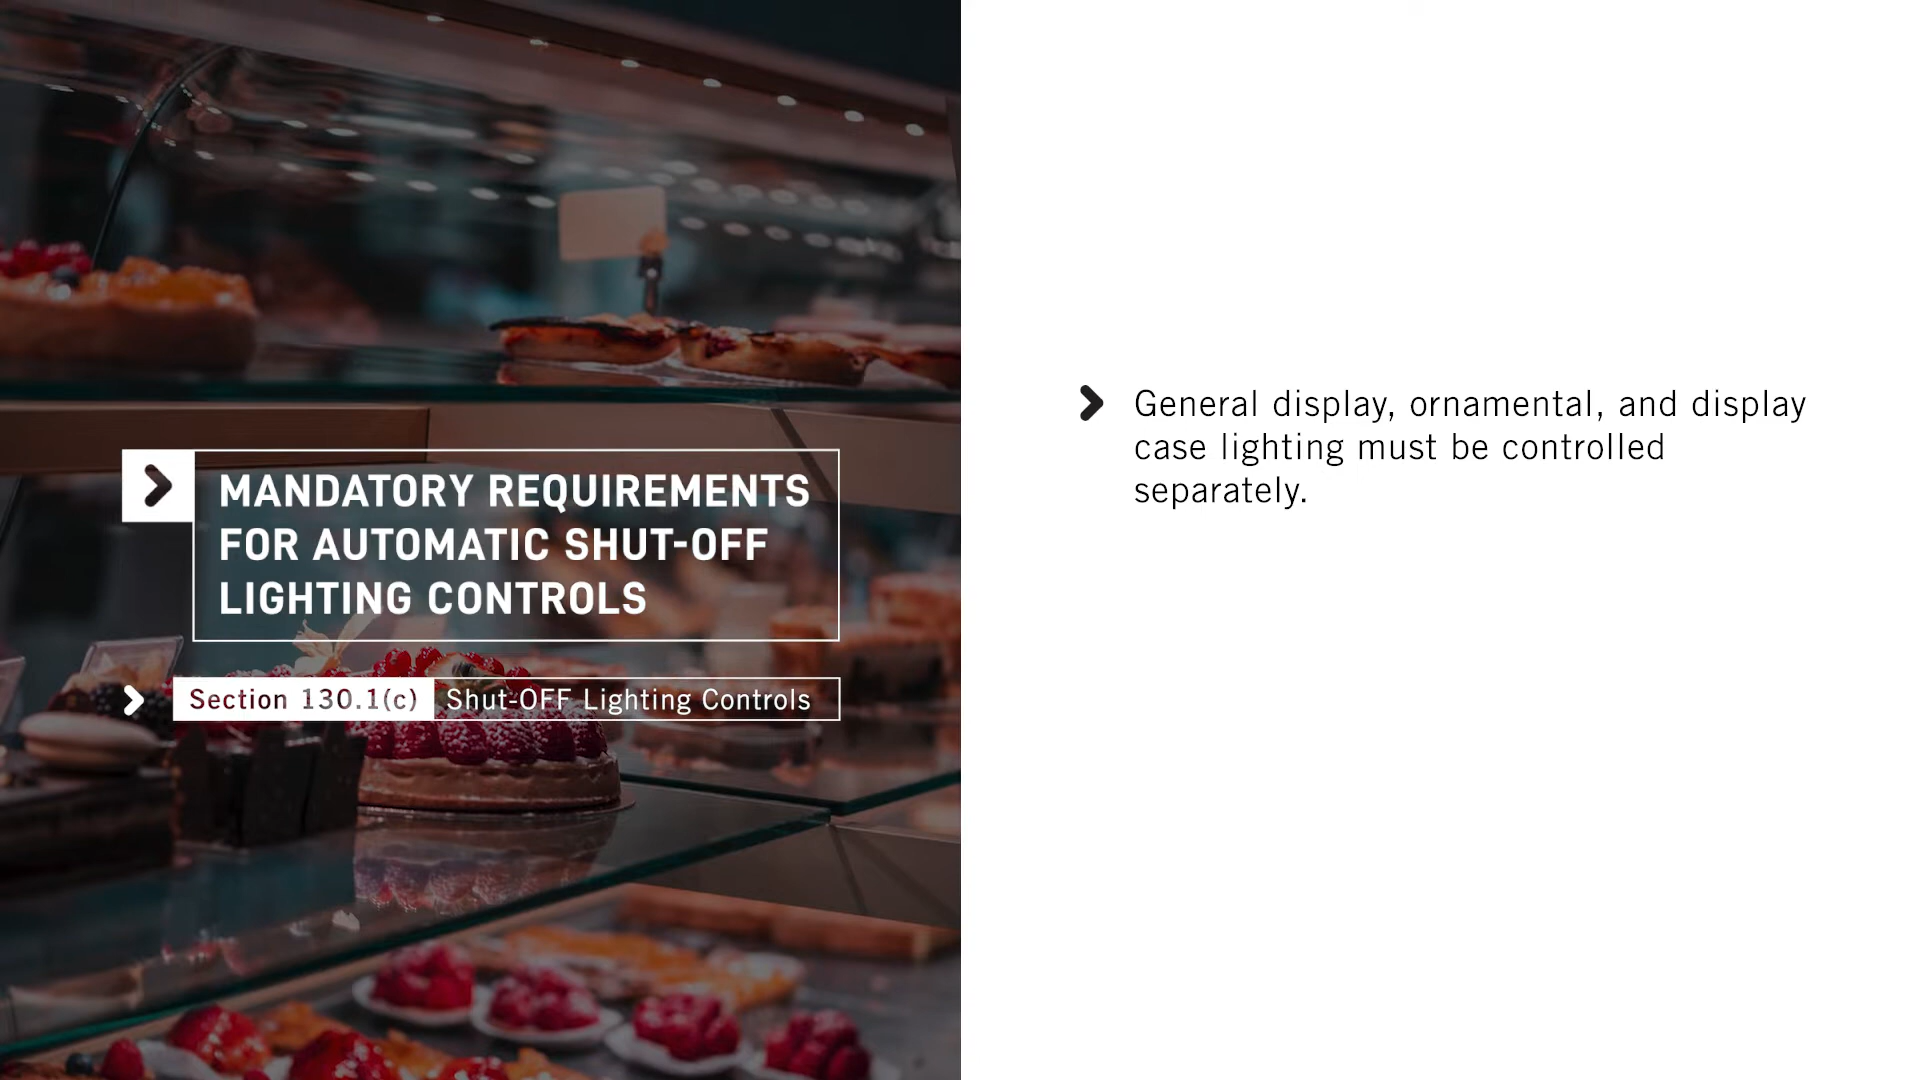 MANDATORY REQUIREMENTS
FOR AUTOMATIC SHUT-OFF
LIGHTING CONTROLS
Section 130.1(c) Shut-OFF Lighting Controls
General display, ornamental, and display
case lighting must be controlled
separately.